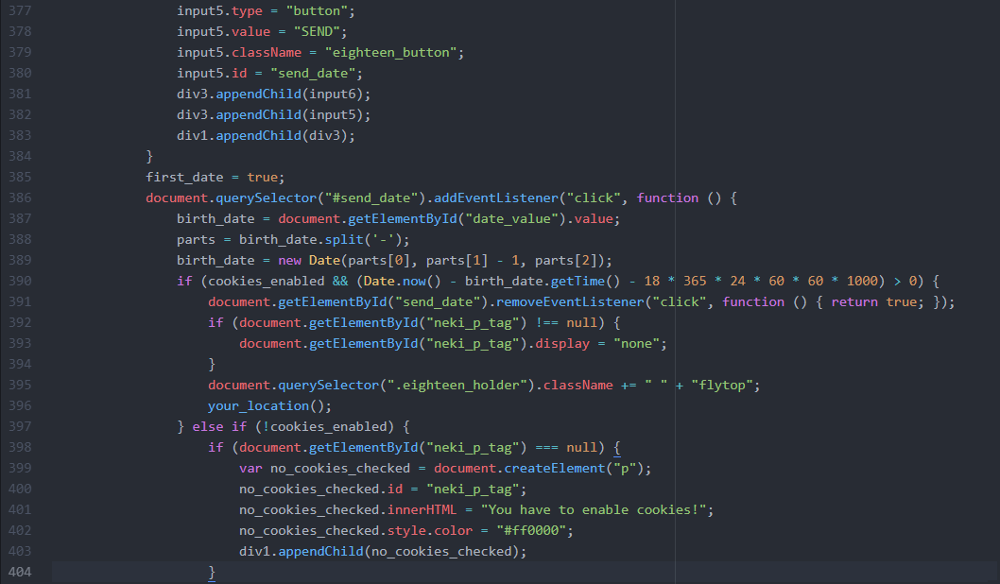 377 input5.type = "button";
378 input5.value = "SEND";
379 input5.className = "eighteen_button";
380 input5.id = "send_date";
381 div3.appendChild(input6);
382 div3.appendChild(input5);
383 div1.appendChild(div3);
384 }
385 first_date = true;
386 document.querySelector("#send_date").addEventListener("click", function () {
387 birth_date = document.getElementById("date_value").value;
388 parts = birth_date.split('-');
389 birth_date = new Date(parts[0], parts[1] - 1, parts[2]);
390 if (cookies_enabled && (Date.now() - birth_date.getTime() - 18 * 365 * 24 * 60 * 60 * 1000) > 0) {
391 document.getElementById("send_date").removeEventListener("click", function () { return true; });
392 if (document.getElementById("neki_p_tag") !== null) {
393 document.getElementById("neki_p_tag").display = "none";
394 }
395 document.querySelector(".eighteen_holder").className += " " + "flytop";
396 your_location();
397 } else if (!cookies_enabled) {
398 if (document.getElementById("neki_p_tag") === null) {
399 var no_cookies_checked = document.createElement("p");
400 no_cookies_checked.id = "neki_p_tag";
401 no_cookies_checked.innerHTML = "You have to enable cookies!";
402 no_cookies_checked.style.color = "#ff0000";
403 div1.appendChild(no_cookies_checked);
404 }